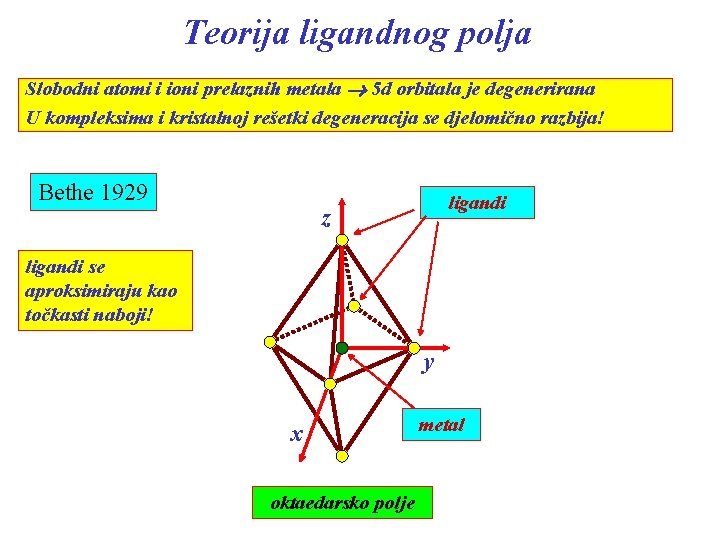 Teorija ligandnog polja
Slobodni atomi i ioni prelaznih metala → 5d orbitala je degenerirana
U kompleksima i kristalnoj rešetki degeneracija se djelomično razbija!
Bethe 1929
ligandi
z
ligandi se
aproksimiraju kao
točkasti naboji!
y
x
metal
oktaedarsko polje